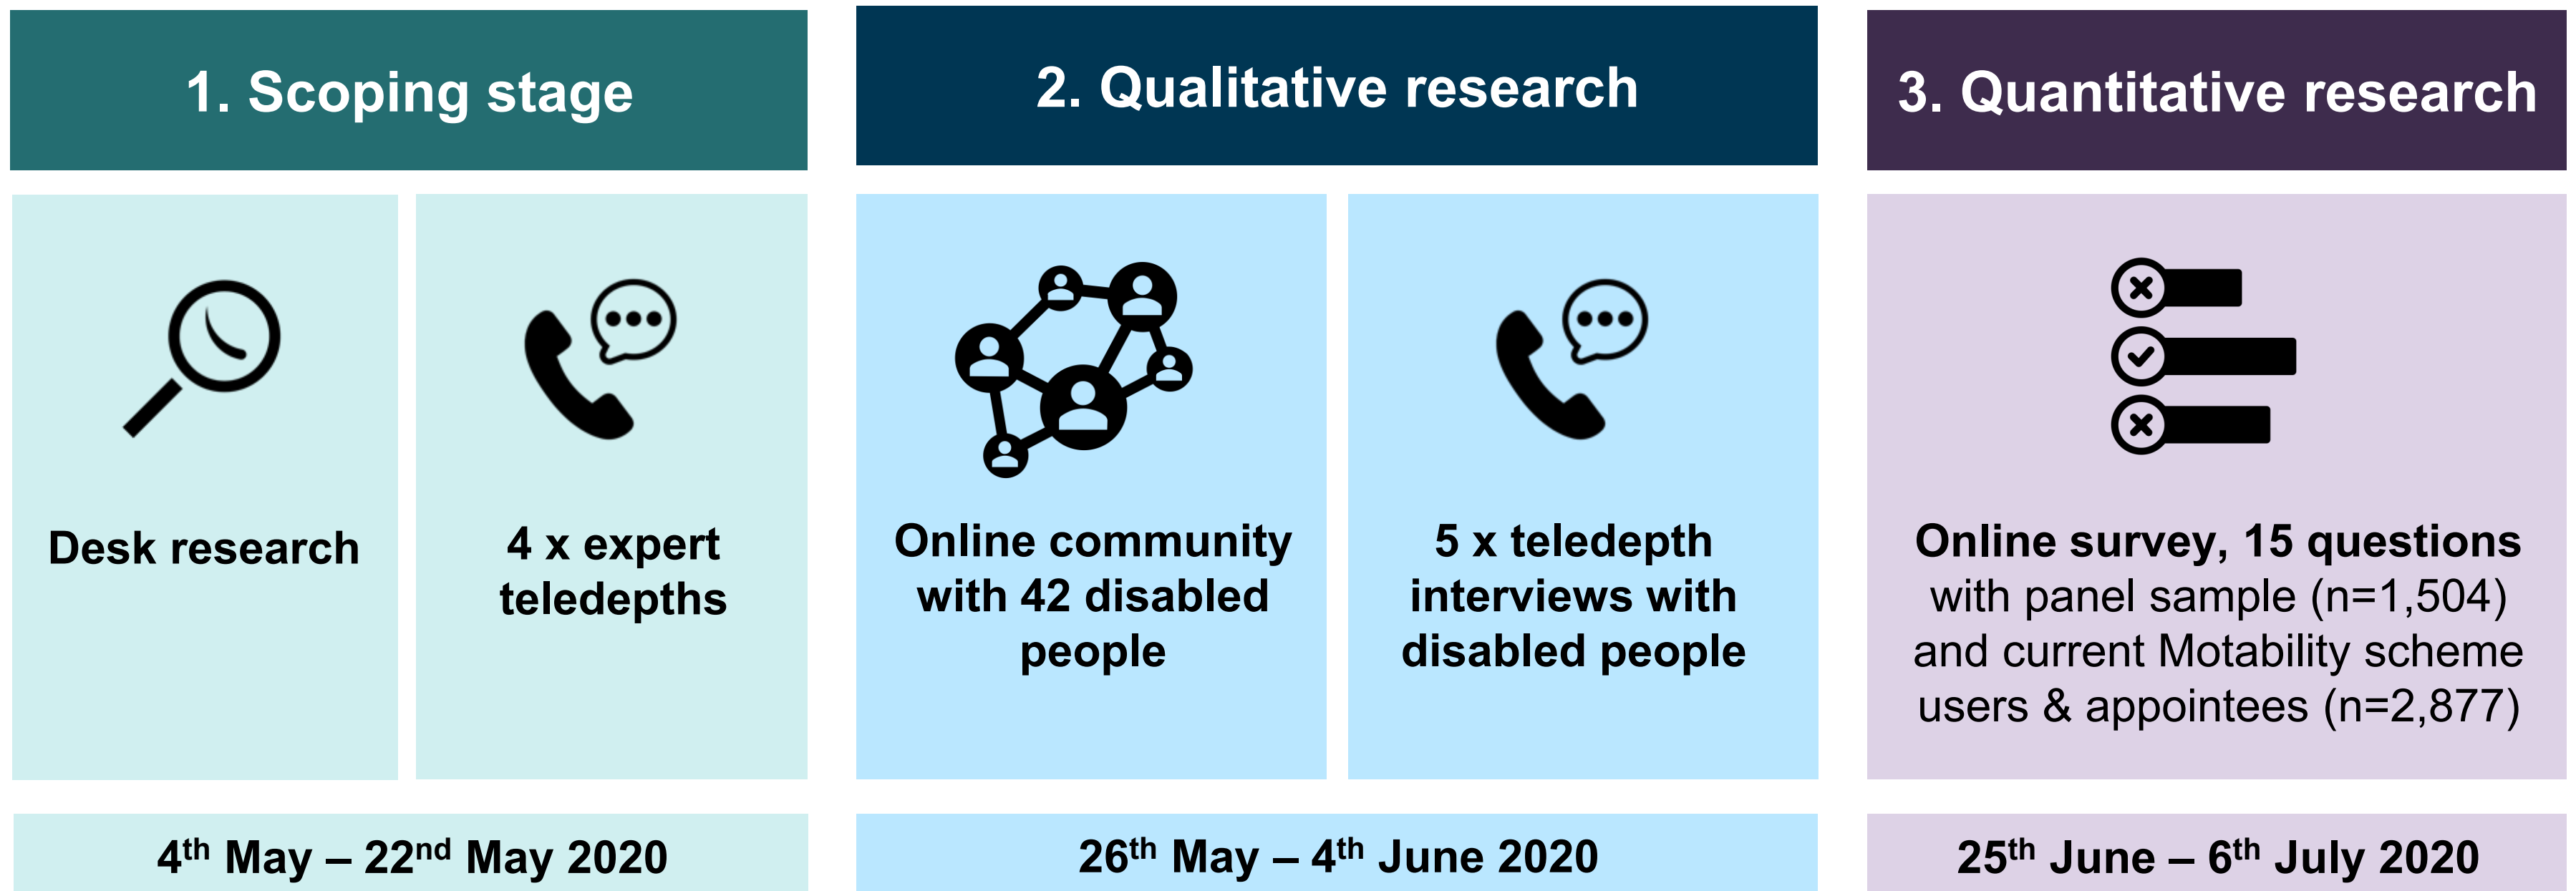 1. Scoping stage
2. Qualitative research
3. Quantitative research
Desk research
4 x expert
teledepths
Online community
with 42 disabled
people
5 x teledepth
interviews with
disabled people
Online survey, 15 questions
with panel sample (n=1,504)
and current Motability scheme
users & appointees (n=2,877)
4th May – 22nd May 2020
26th May – 4th June 2020
25th June – 6th July 2020